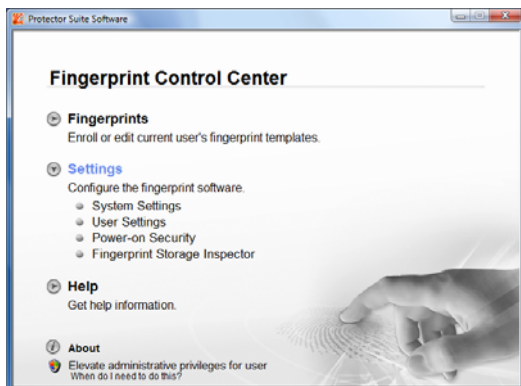 Protector Suite Software
Fingerprint Control Center
Fingerprints
Enroll or edit current user's fingerprint templates.
Settings
Configure the fingerprint software.
System Settings
User Settings
Power-on Security
Fingerprint Storage Inspector
Help
Get help information.
About
Elevate administrative privileges for user
When do I need to do this?